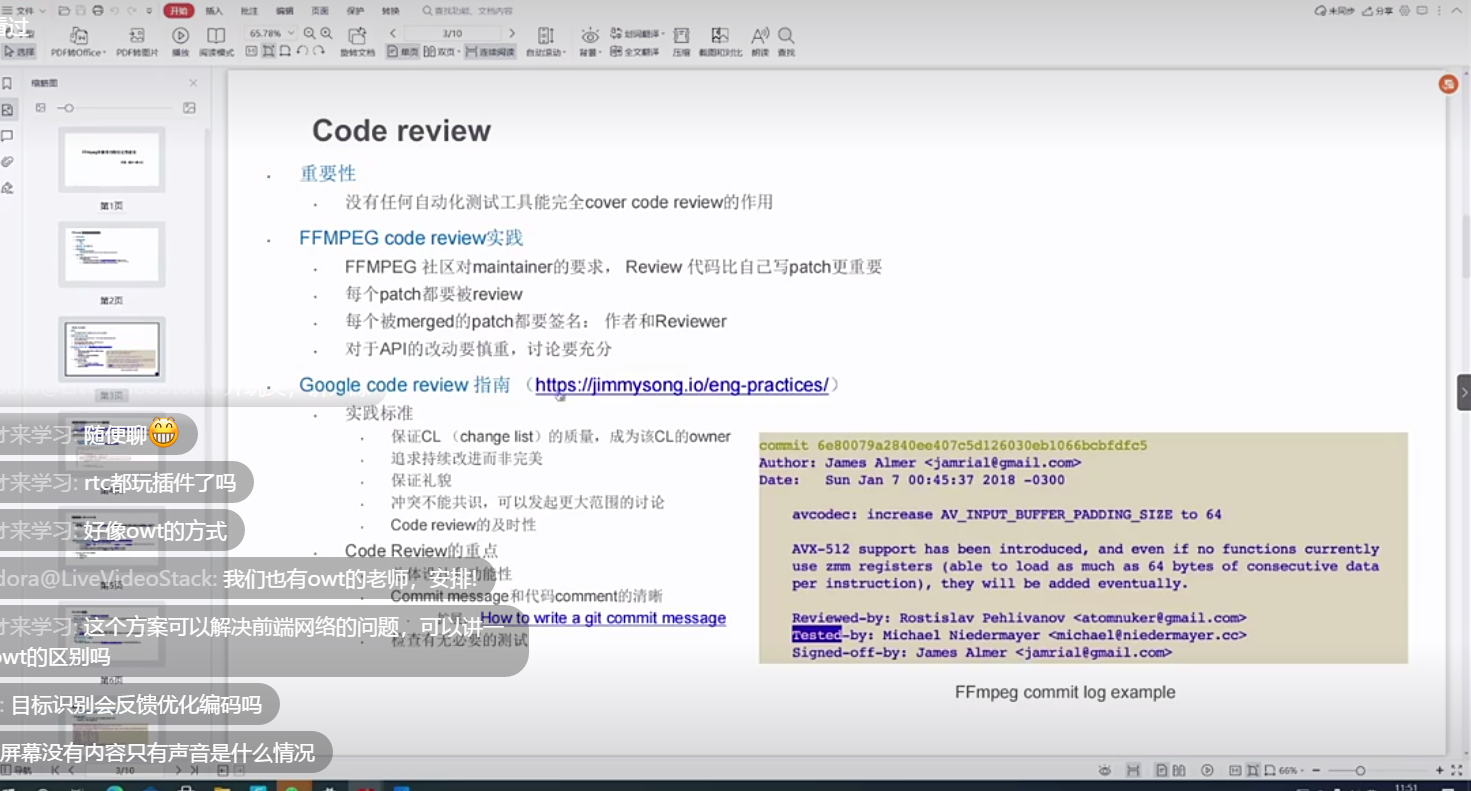 文件
开始
插入
批注
编辑
页面
保护
转换
查找功能、文档内容
未同步
分享
看过
选择
PDF转Office
PDF转图片
播放
阅读模式
65.78%
3/10
旋转文档
单页
双页
连续阅读
自动滚动
背景
划词翻译
全文翻译
压缩
截图和对比
朗读
查找
缩略图
第1页
第2页
第3页
第6页
Code review
重要性
没有任何自动化测试工具能完全cover code review的作用
FFMPEG code review实践
FFMPEG 社区对maintainer的要求， Review 代码比自己写patch更重要
每个patch都要被review
每个被merged的patch都要签名： 作者和Reviewer
对于API的改动要慎重，讨论要充分
Google code review 指南 （https://jimmysong.io/eng-practices/）
实践标准
保证CL （change list）的质量，成为该CL的owner
追求持续改进而非完美
保证礼貌
冲突不能共识，可以发起更大范围的讨论
Code review的及时性
Code Review的重点
Commit message和代码comment的清晰
How to write a git commit message
检查有无必要的测试
commit 6e80079a2840ee407c5d126030eb1066bcbfdfc5
Author: James Almer <jamrial@gmail.com>
Date: Sun Jan 7 00:45:37 2018 -0300
avcodec: increase AV_INPUT_BUFFER_PADDING_SIZE to 64
AVX-512 support has been introduced, and even if no functions currently
use zmm registers (able to load as much as 64 bytes of consecutive data
per instruction), they will be added eventually.
Reviewed-by: Rostislav Pehlivanov <atomnuker@gmail.com>
Tested-by: Michael Niedermayer <michael@niedermayer.cc>
Signed-off-by: James Almer <jamrial@gmail.com>
FFmpeg commit log example
才来学习: 随便聊😁
才来学习: rtc都玩插件了吗
才来学习: 好像owt的方式
dora@LiveVideoStack: 我们也有owt的老师，安排!
才来学习: 这个方案可以解决前端网络的问题，可以讲一
owt的区别吗
: 目标识别会反馈优化编码吗
屏幕没有内容只有声音是什么情况
导航
3/10
66%
11:51